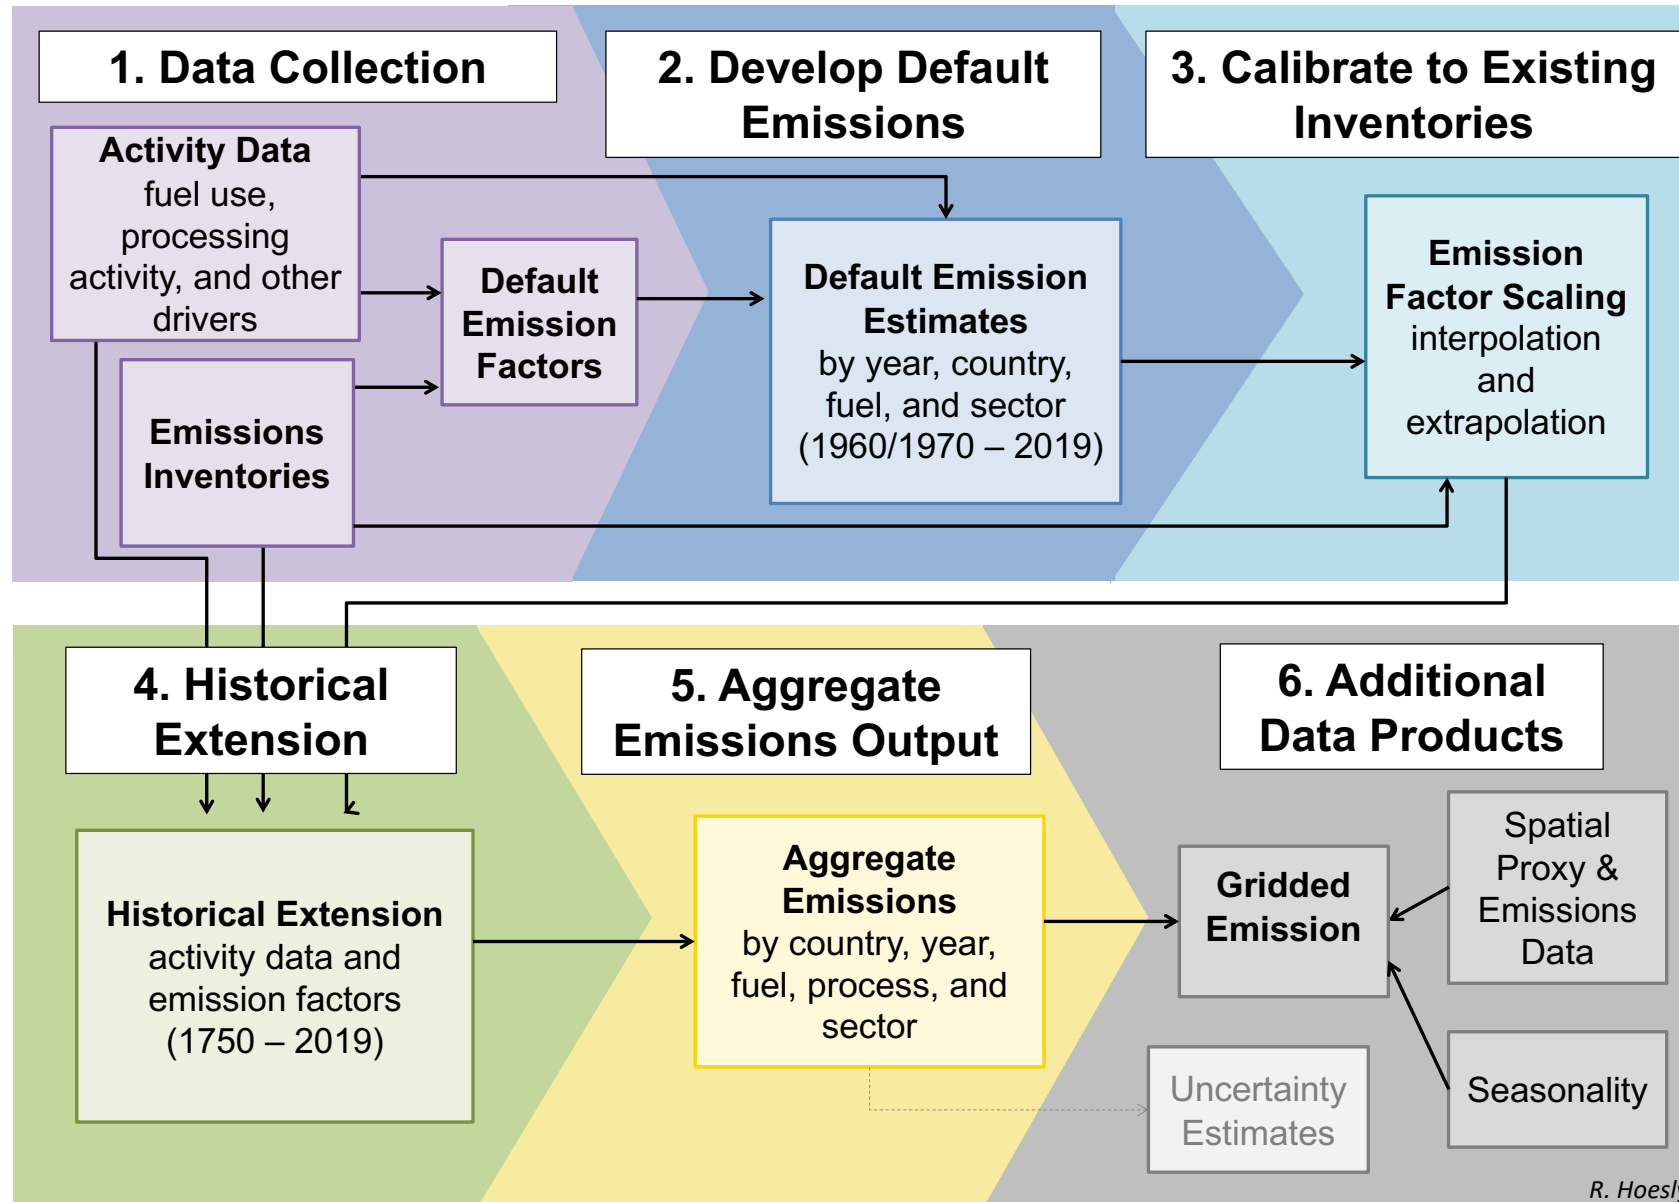 1. Data Collection
2. Develop Default
Emissions
3. Calibrate to Existing
Inventories
Activity Data
fuel use,
processing
activity, and other
drivers
Default
Emission
Factors
Emissions
Inventories
Default Emission
Estimates
by year, country,
fuel, and sector
(1960/1970 – 2019)
Emission
Factor Scaling
interpolation
and
extrapolation
4. Historical
Extension
5. Aggregate
Emissions Output
6. Additional
Data Products
Historical Extension
activity data and
emission factors
(1750 – 2019)
Aggregate
Emissions
by country, year,
fuel, process, and
sector
Gridded
Emission
Spatial
Proxy &
Emissions
Data
Seasonality
Uncertainty
Estimates
R. Hoesl